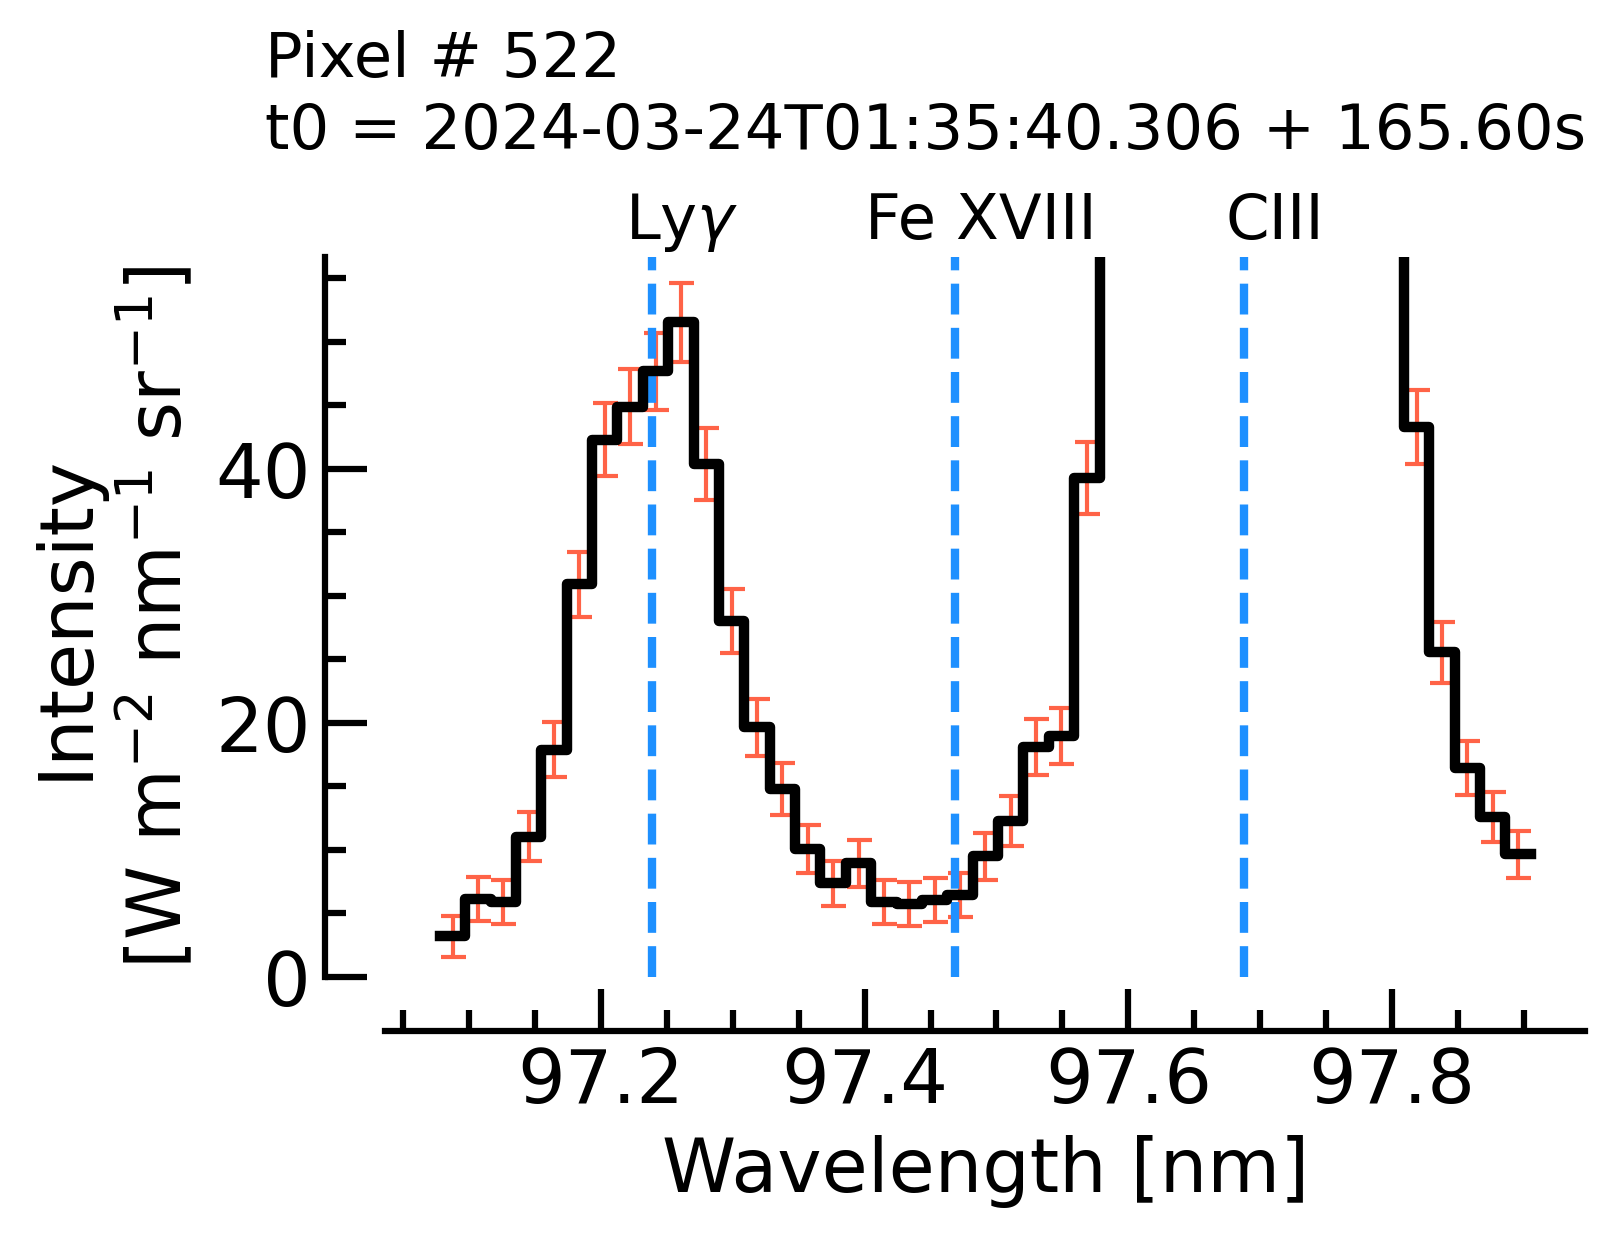 Pixel # 522
t0 = 2024-03-24T01:35:40.306 + 165.60s
Lyγ Fe XVIII CIII
Intensity
[W m⁻² nm⁻¹ sr⁻¹]
40
20
0
97.2 97.4 97.6 97.8
Wavelength [nm]